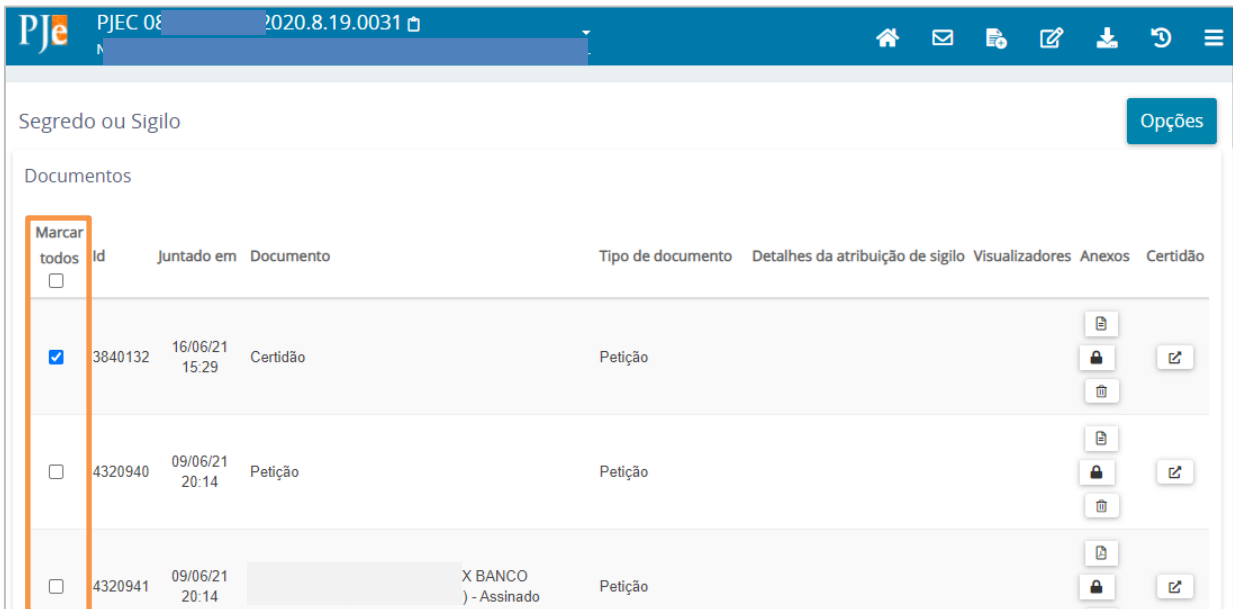 PJe
PJEC 08 2020.8.19.0031
N
Segredo ou Sigilo
Opções
Documentos
Marcar todos Id Juntado em Documento Tipo de documento Detalhes da atribuição de sigilo Visualizadores Anexos Certidão
3840132 16/06/21 15:29 Certidão Petição
4320940 09/06/21 20:14 Petição Petição
4320941 09/06/21 20:14 X BANCO ) - Assinado Petição